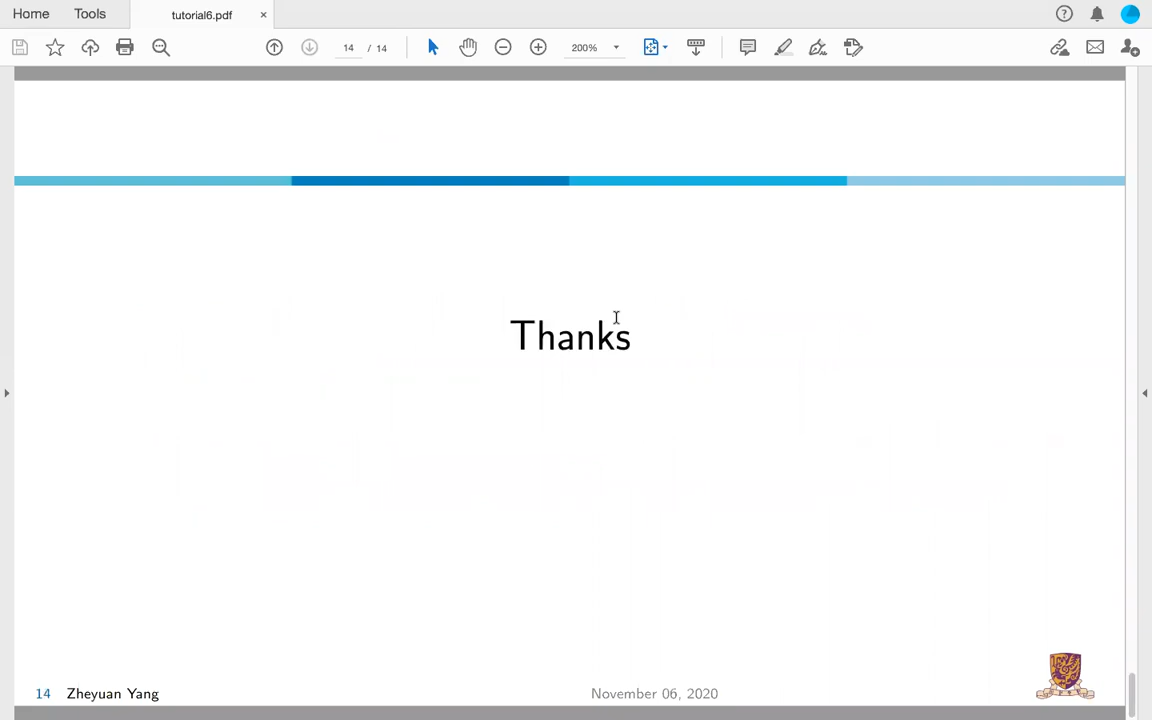 Home Tools tutorial6.pdf ×
14 / 14 200%
Thanks
14 Zheyuan Yang November 06, 2020